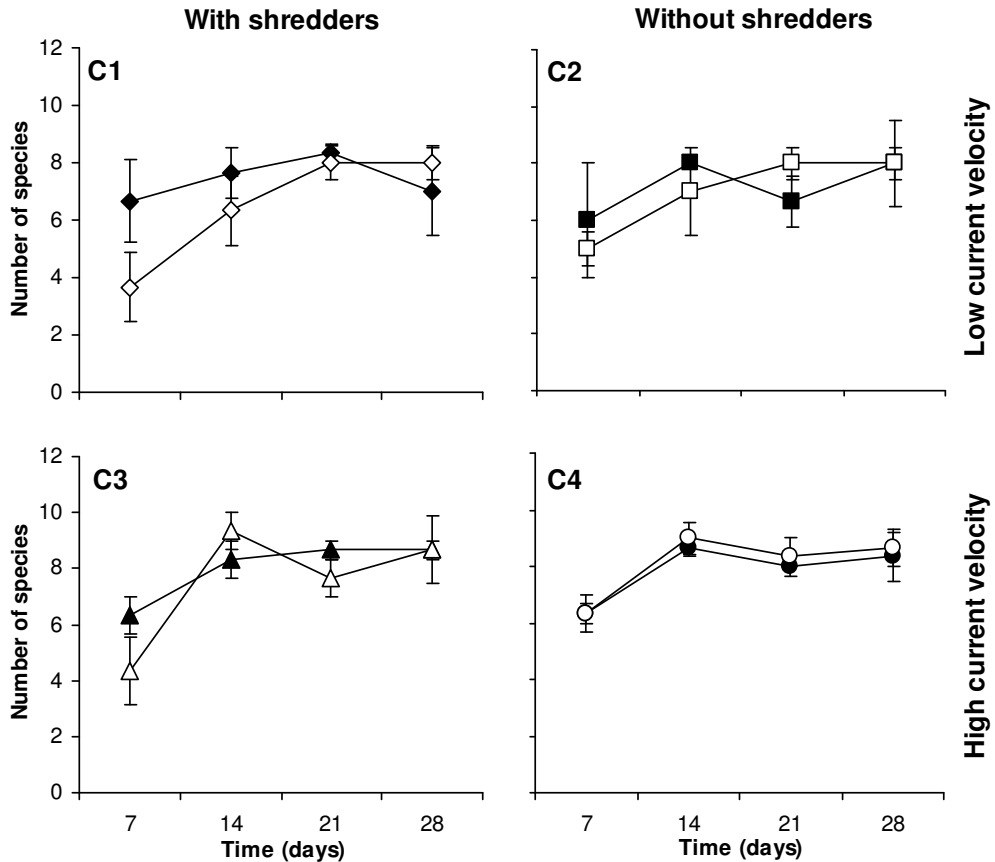 With shredders
Without shredders
C1
12
10
8
6
4
2
0
Number of species
C2
Low current velocity
C3
12
10
8
6
4
2
0
Number of species
7
14
21
28
Time (days)
C4
7
14
21
28
Time (days)
High current velocity